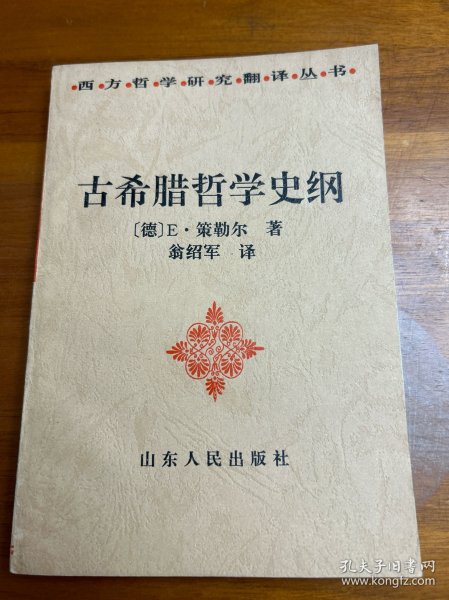 ·西·方·哲·学·研·究·翻·译·丛·书·
古希腊哲学史纲
〔德〕E·策勒尔 著
翁绍军 译
山东人民出版社
孔夫子旧书网
www.kongfz.com